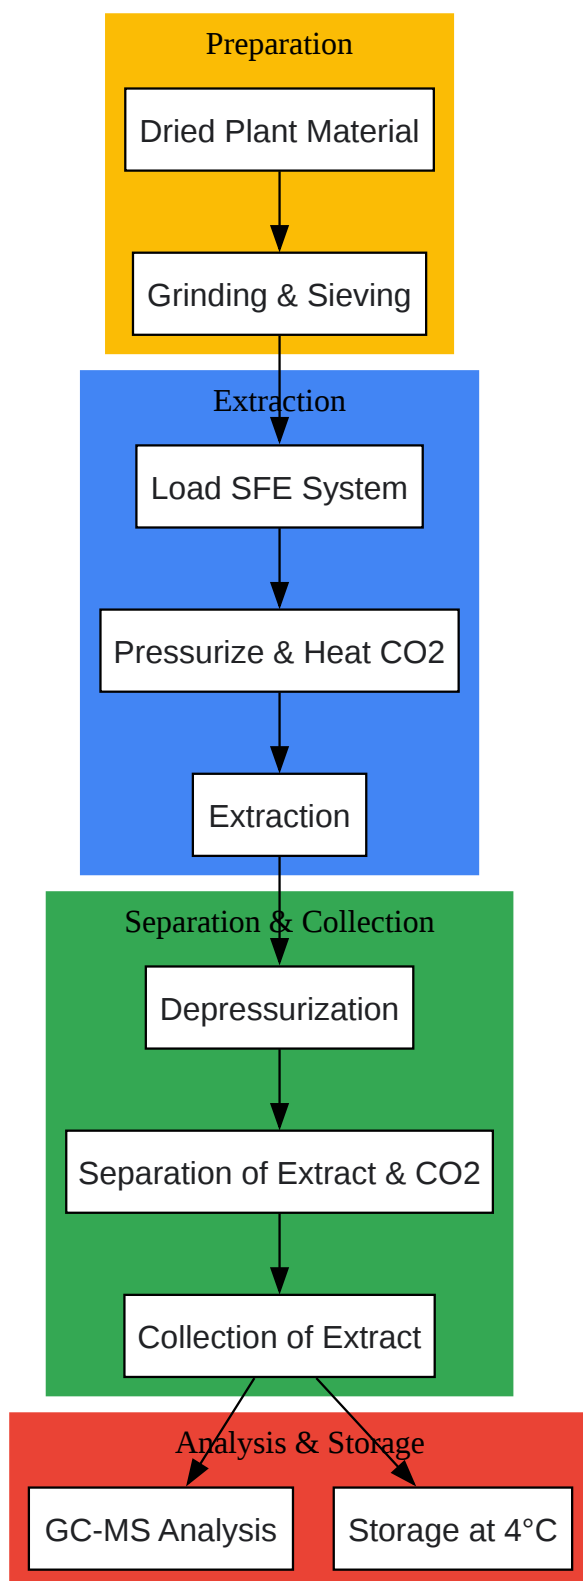 Preparation
Dried Plant Material
Grinding & Sieving
Extraction
Load SFE System
Pressurize & Heat CO2
Extraction
Separation & Collection
Depressurization
Separation of Extract & CO2
Collection of Extract
Analysis & Storage
GC-MS Analysis
Storage at 4°C